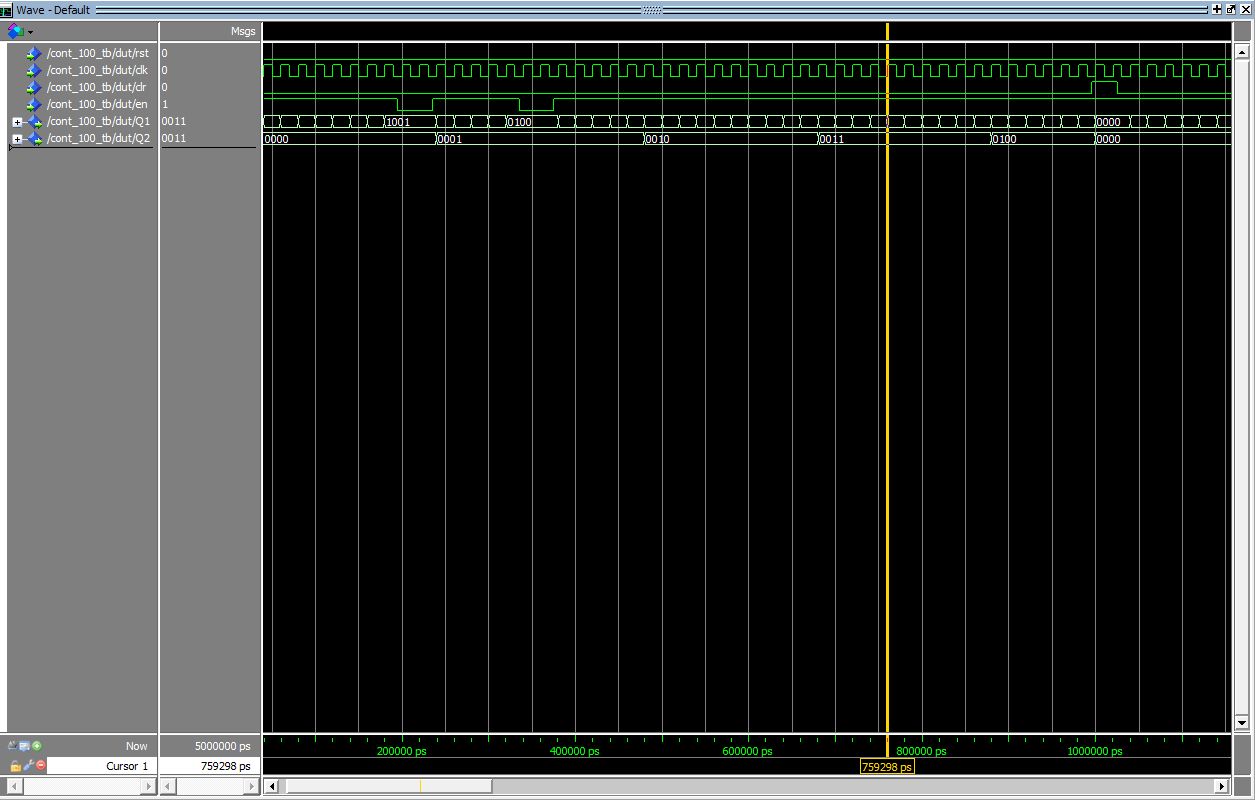 Wave - Default
Msgs
/cont_100_tb/dut/rst 0
/cont_100_tb/dut/clk 0
/cont_100_tb/dut/clr 0
/cont_100_tb/dut/en 1
/cont_100_tb/dut/Q1 0011 1001 0100 0000
/cont_100_tb/dut/Q2 0011 0000 0001 0010 0011 0100 0000
Now 5000000 ps 200000 ps 400000 ps 600000 ps 800000 ps 1000000 ps
Cursor 1 759298 ps 759298 ps